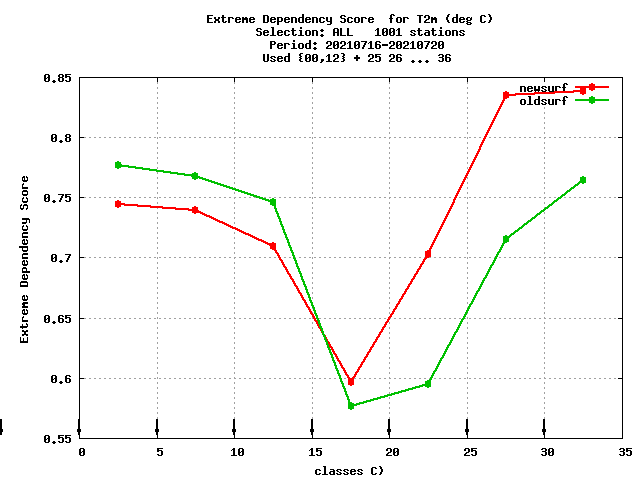 Extreme Dependency Score for T2m (deg C)
Selection: ALL 1001 stations
Period: 20210716-20210720
Used {00,12} + 25 26 ... 36
0.85
0.8
0.75
0.7
0.65
0.6
0.55
Extreme Dependency Score
newsurf
oldsurf
0 5 10 15 20 25 30 35
classes C)